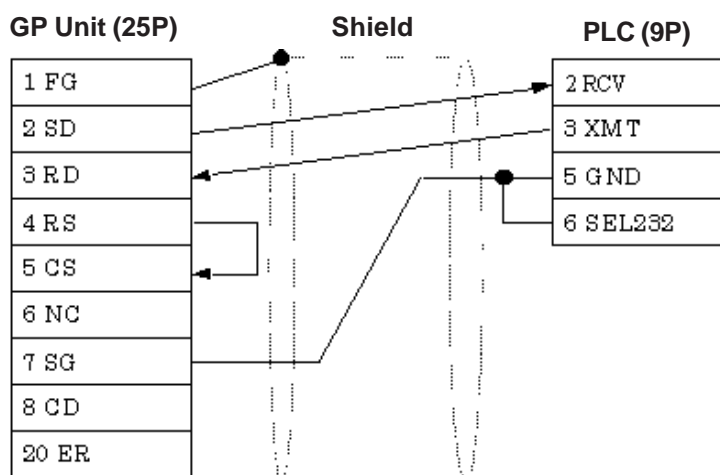 GP Unit (25P)
Shield
PLC (9P)
1 FG
2 SD
3 RD
4 RS
5 CS
6 NC
7 SG
8 CD
20 ER
2 RCV
3 XMT
5 GND
6 SEL232